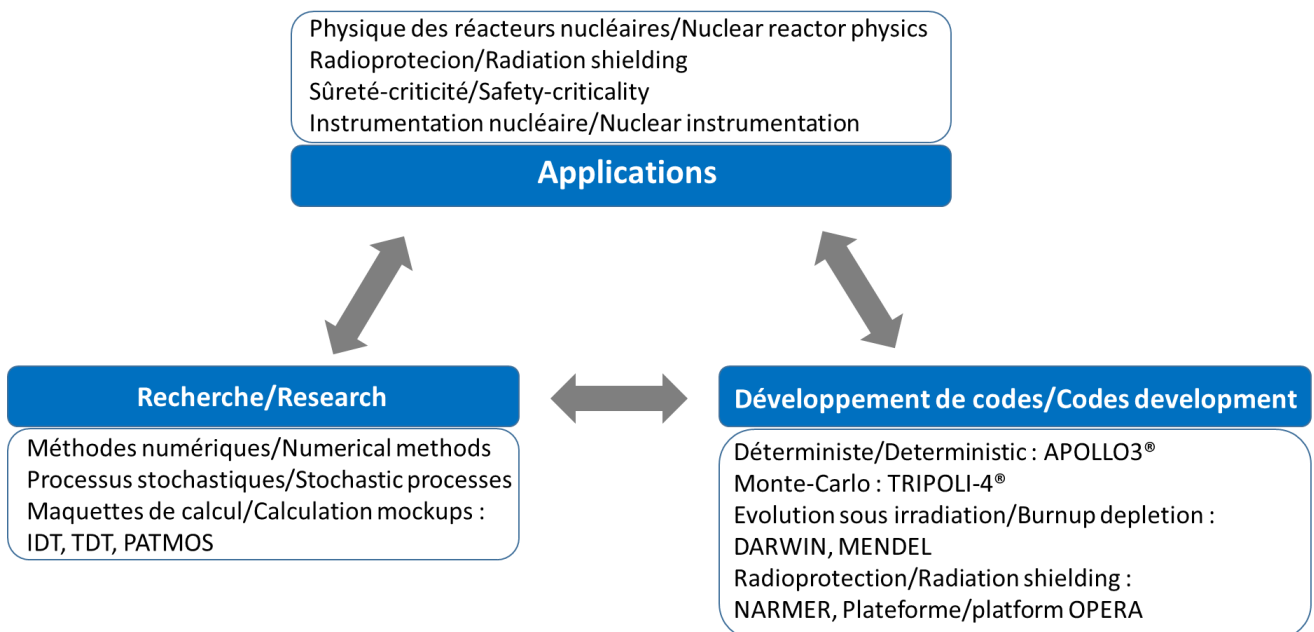 Physique des réacteurs nucléaires/Nuclear reactor physics
Radioprotecion/Radiation shielding
Sûreté-criticité/Safety-criticality
Instrumentation nucléaire/Nuclear instrumentation
Applications
Recherche/Research
Méthodes numériques/Numerical methods
Processus stochastiques/Stochastic processes
Maquettes de calcul/Calculation mockups :
IDT, TDT, PATMOS
Développement de codes/Codes development
Déterministe/Deterministic : APOLLO3®
Monte-Carlo : TRIPOLI-4®
Evolution sous irradiation/Burnup depletion :
DARWIN, MENDEL
Radioprotection/Radiation shielding :
NARMER, Plateforme/platform OPERA